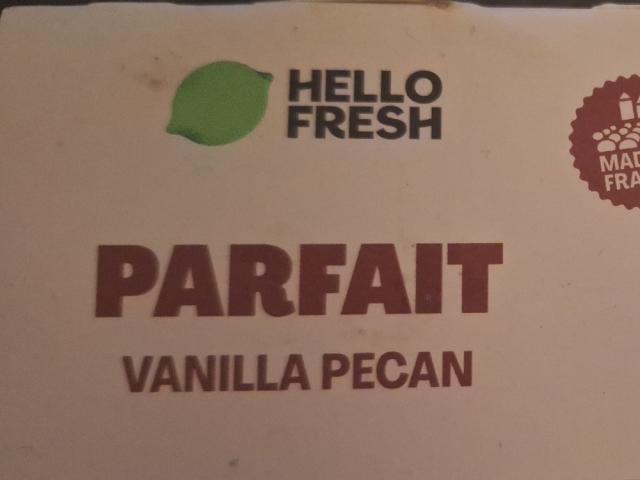 HELLO
FRESH
PARFAIT
VANILLA PECAN